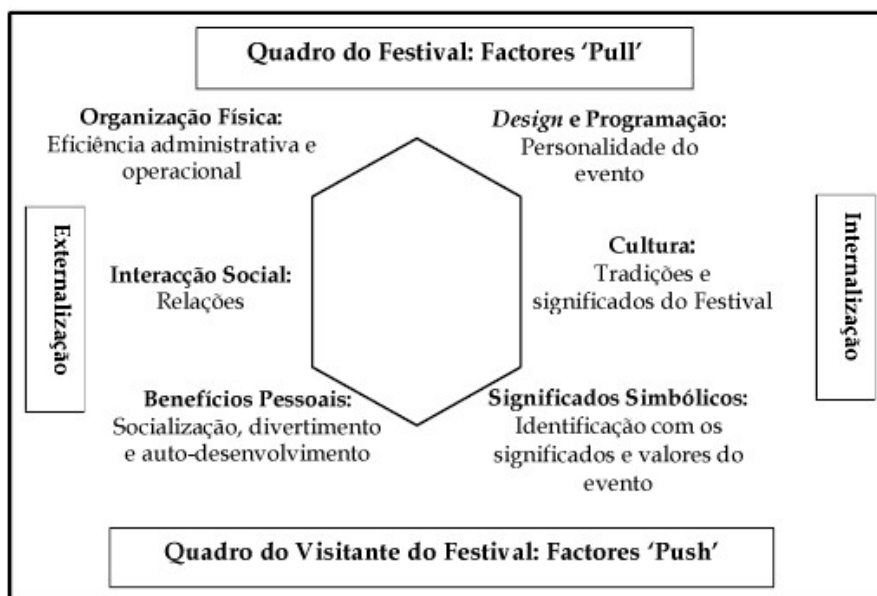 Quadro do Festival: Factores 'Pull'
Organização Física:
Eficiência administrativa e
operacional
Design e Programação:
Personalidade do
evento
Externalização
Interacção Social:
Relações
Cultura:
Tradições e
significados do Festival
Internalização
Benefícios Pessoais:
Socialização, divertimento
e auto-desenvolvimento
Significados Simbólicos:
Identificação com os
significados e valores do
evento
Quadro do Visitante do Festival: Factores 'Push'